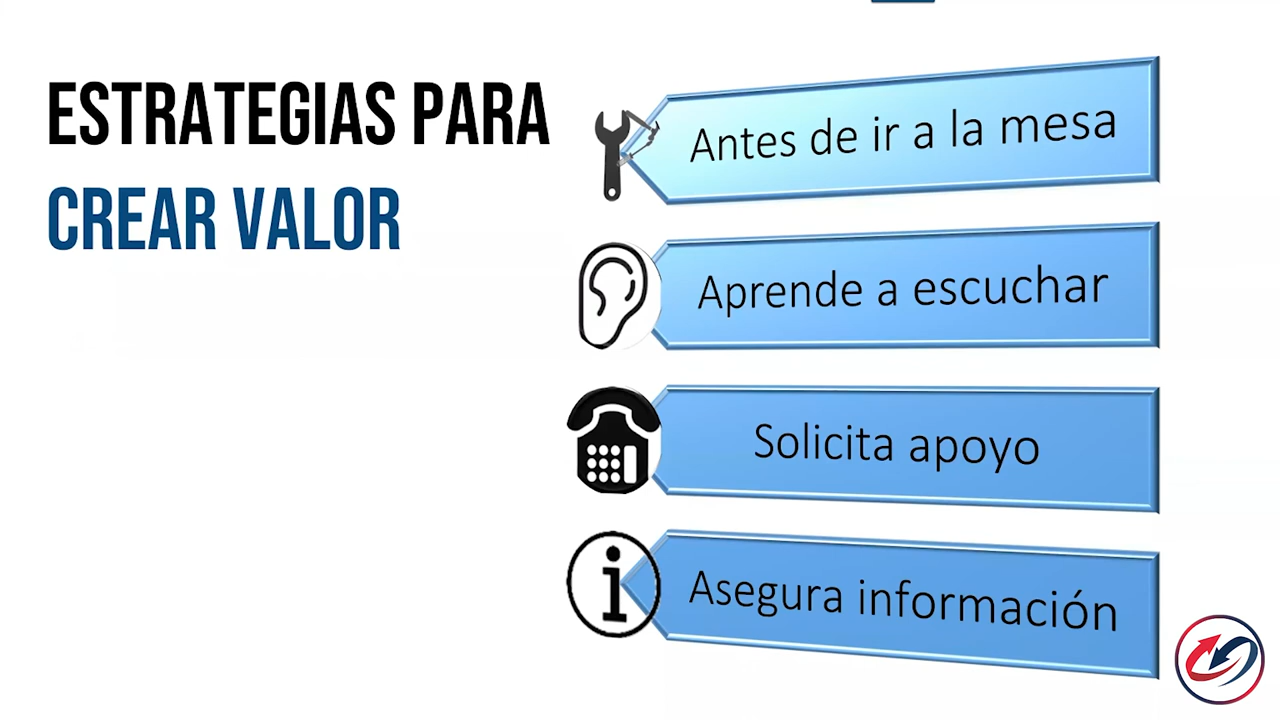 ESTRATEGIAS PARA
CREAR VALOR
Antes de ir a la mesa
Aprende a escuchar
Solicita apoyo
Asegura información